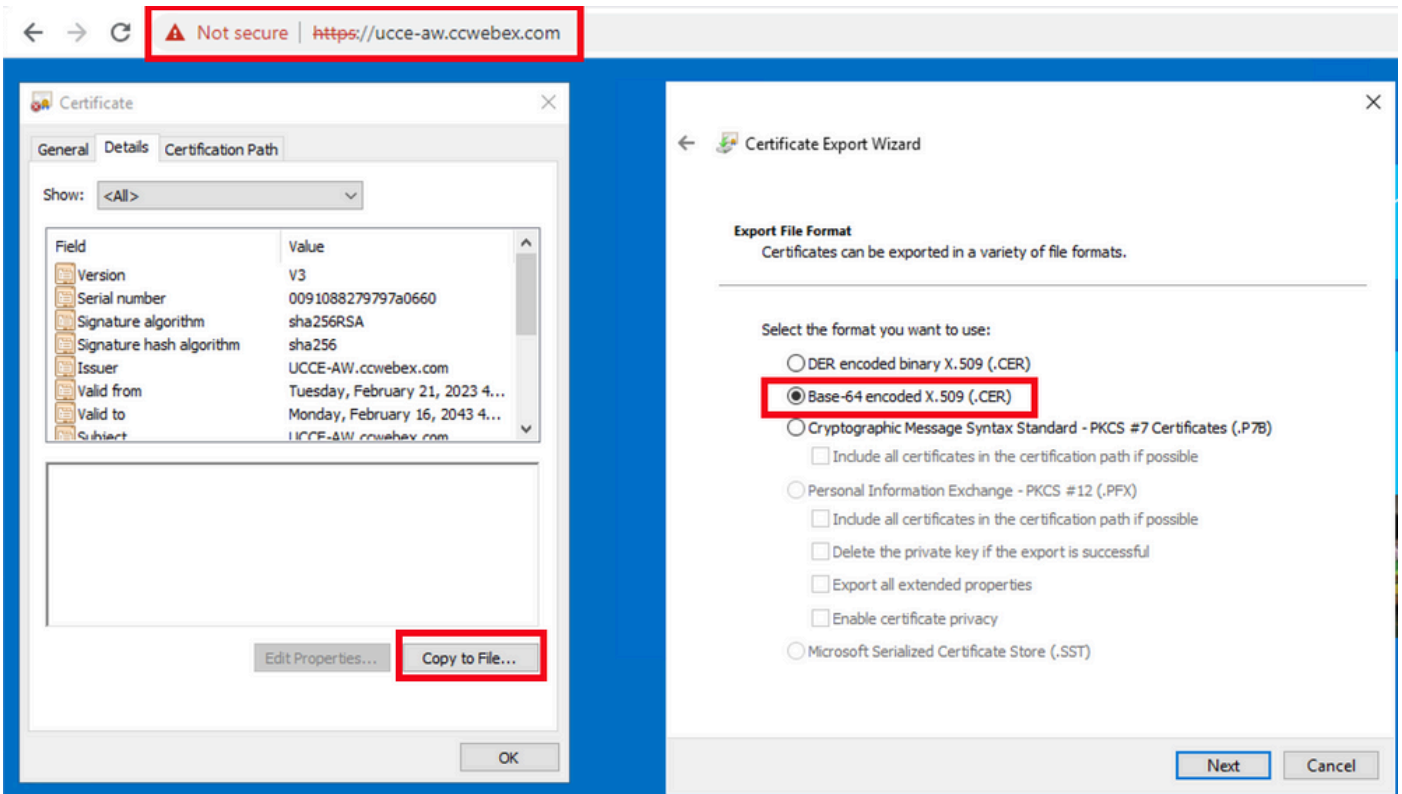 Not secure | https://ucce-aw.ccwebex.com
Certificate
General Details Certification Path
Show: <All>
Field Value
Version V3
Serial number 0091088279797a0660
Signature algorithm sha256RSA
Signature hash algorithm sha256
Issuer UCCE-AW.ccwebex.com
Valid from Tuesday, February 21, 2023 4...
Valid to Monday, February 16, 2043 4...
Subject UCCE-AW.ccwebex.com
Edit Properties... Copy to File...
OK
Certificate Export Wizard
Export File Format
Certificates can be exported in a variety of file formats.
Select the format you want to use:
DER encoded binary X.509 (.CER)
Base-64 encoded X.509 (.CER)
Cryptographic Message Syntax Standard - PKCS #7 Certificates (.P7B)
Include all certificates in the certification path if possible
Personal Information Exchange - PKCS #12 (.PFX)
Include all certificates in the certification path if possible
Delete the private key if the export is successful
Export all extended properties
Enable certificate privacy
Microsoft Serialized Certificate Store (.SST)
Next Cancel